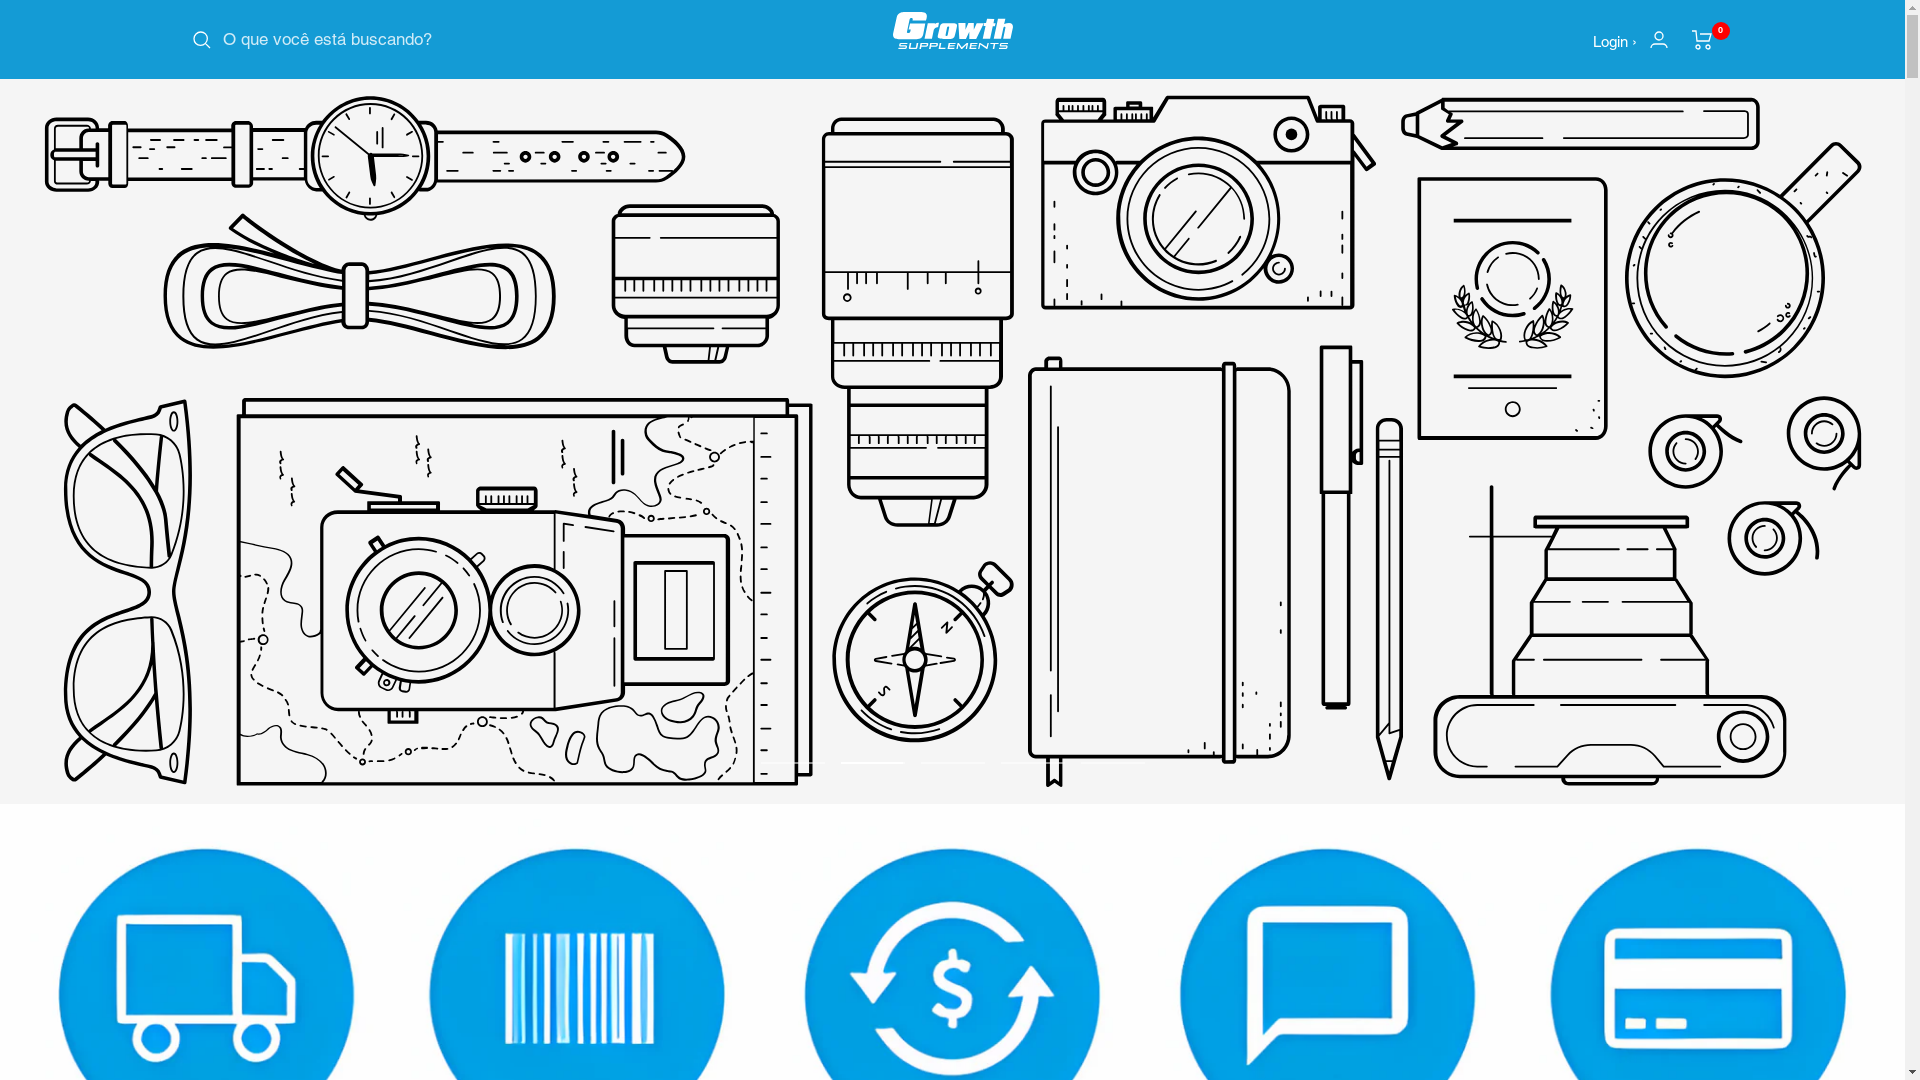 O que você está buscando?
Growth
SUPPLEMENTS
Login ›
0
N
S
$